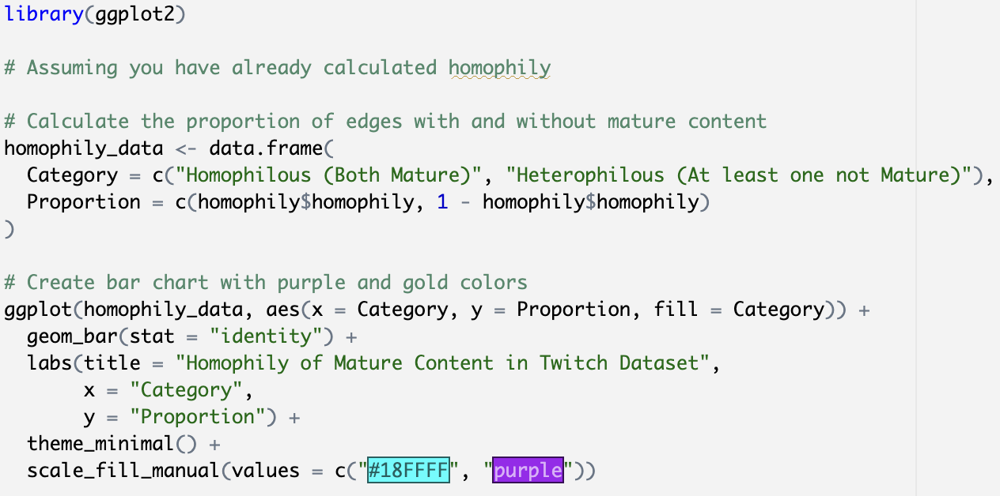 library(ggplot2)
# Assuming you have already calculated homophily
# Calculate the proportion of edges with and without mature content
homophily_data <- data.frame(
  Category = c("Homophilous (Both Mature)", "Heterophilous (At least one not Mature)"),
  Proportion = c(homophily$homophily, 1 - homophily$homophily)
)
# Create bar chart with purple and gold colors
ggplot(homophily_data, aes(x = Category, y = Proportion, fill = Category)) +
  geom_bar(stat = "identity") +
  labs(title = "Homophily of Mature Content in Twitch Dataset",
       x = "Category",
       y = "Proportion") +
  theme_minimal() +
  scale_fill_manual(values = c("#18FFFF", "purple"))